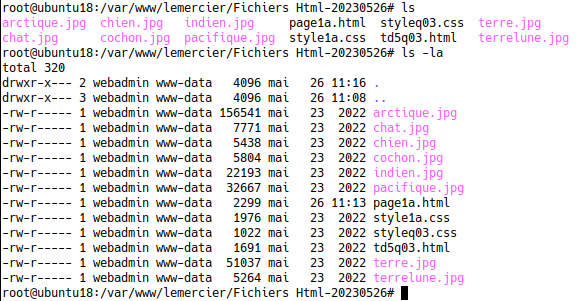 root@ubuntu18:/var/www/lemercier/Fichiers Html-20230526# ls
arctique.jpg  chien.jpg   indien.jpg     page1a.html  styleq03.css  terre.jpg
chat.jpg      cochon.jpg  pacifique.jpg  style1a.css  td5q03.html   terrelune.jpg
root@ubuntu18:/var/www/lemercier/Fichiers Html-20230526# ls -la
total 320
drwxr-x--- 2 webadmin www-data   4096 mai   26 11:16 .
drwxr-x--- 3 webadmin www-data   4096 mai   26 11:08 ..
-rw-r----- 1 webadmin www-data 156541 mai   23  2022 arctique.jpg
-rw-r----- 1 webadmin www-data   7771 mai   23  2022 chat.jpg
-rw-r----- 1 webadmin www-data   5438 mai   23  2022 chien.jpg
-rw-r----- 1 webadmin www-data   5804 mai   23  2022 cochon.jpg
-rw-r----- 1 webadmin www-data  22193 mai   23  2022 indien.jpg
-rw-r----- 1 webadmin www-data  32667 mai   23  2022 pacifique.jpg
-rw-r----- 1 webadmin www-data   2299 mai   26 11:13 page1a.html
-rw-r----- 1 webadmin www-data   1976 mai   23  2022 style1a.css
-rw-r----- 1 webadmin www-data   1022 mai   23  2022 styleq03.css
-rw-r----- 1 webadmin www-data   1691 mai   23  2022 td5q03.html
-rw-r----- 1 webadmin www-data  51037 mai   23  2022 terre.jpg
-rw-r----- 1 webadmin www-data   5264 mai   23  2022 terrelune.jpg
root@ubuntu18:/var/www/lemercier/Fichiers Html-20230526#